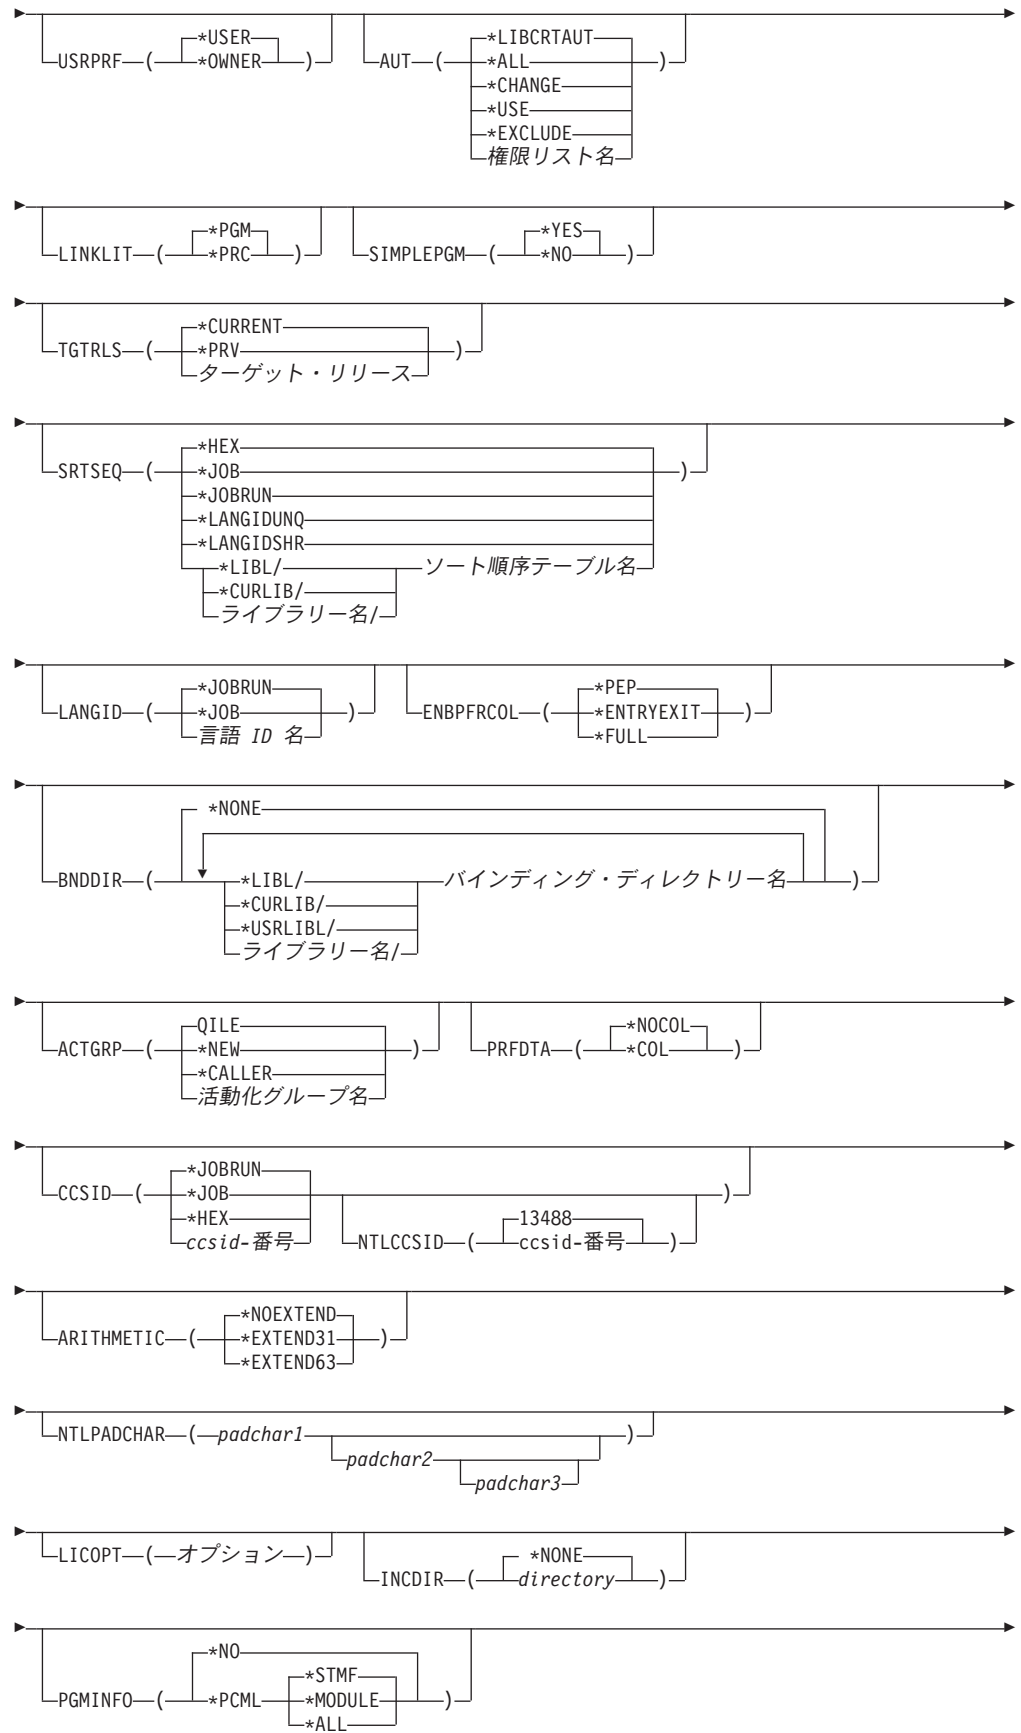 *USER *LIBCRTAUT
USRPRF ( *OWNER ) AUT ( *ALL )
*CHANGE
*USE
*EXCLUDE
権限リスト名
*PGM *YES
LINKLIT ( *PRC ) SIMPLEPGM ( *NO )
*CURRENT
TGTRLS ( *PRV )
ターゲット・リリース
*HEX
SRTSEQ ( *JOB )
*JOBRUN
*LANGIDUNQ
*LANGIDSHR
*LIBL/ ソート順序テーブル名
*CURLIB/
ライブラリー名/
*JOBRUN *PEP
LANGID ( *JOB ) ENBPFRCOL ( *ENTRYEXIT )
言語 ID 名 *FULL
*NONE
BNDDIR ( *LIBL/ バインディング・ディレクトリー名 )
*CURLIB/
*USRLIBL/
ライブラリー名/
QILE *NOCOL
ACTGRP ( *NEW ) PRFDTA ( *COL )
*CALLER
活動化グループ名
*JOBRUN
CCSID ( *JOB )
*HEX 13488
ccsid-番号 NTLCCSID ( ccsid-番号 )
*NOEXTEND
ARITHMETIC ( *EXTEND31 )
*EXTEND63
NTLPADCHAR ( padchar1 )
padchar2
padchar3
LICOPT ( オプション ) *NONE
INCDIR ( directory )
*NO
*STMF
PGMINFO ( *PCML *MODULE )
*ALL